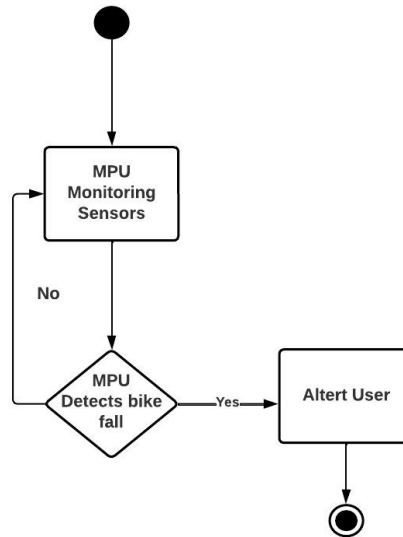 MPU
Monitoring
Sensors
No
MPU
Detects bike
fall
Yes
Altert User